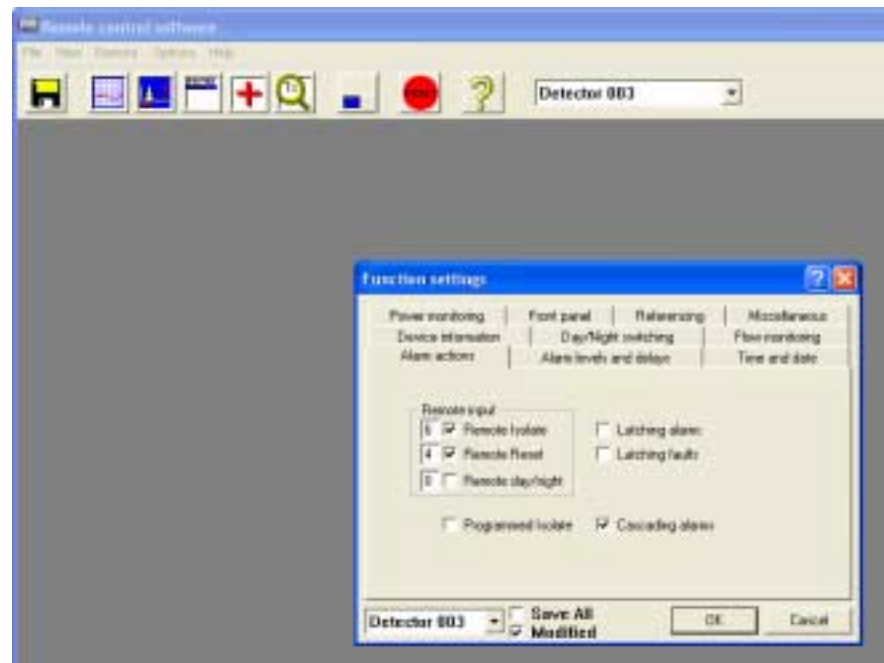 Remote control software
File View Remote Options Help
Detector 003
Function settings
Power monitoring Front panel Referencing Miscellaneous
Device information Day/Night switching Flow monitoring
Alarm actions Alarm levels and delays Time and date
Remote input
6 Remote Isolate Latching alarms
4 Remote Reset Latching faults
0 Remote day/night
Programmed Isolate Cascading alarms
Detector 003 Save All
Modified OK Cancel